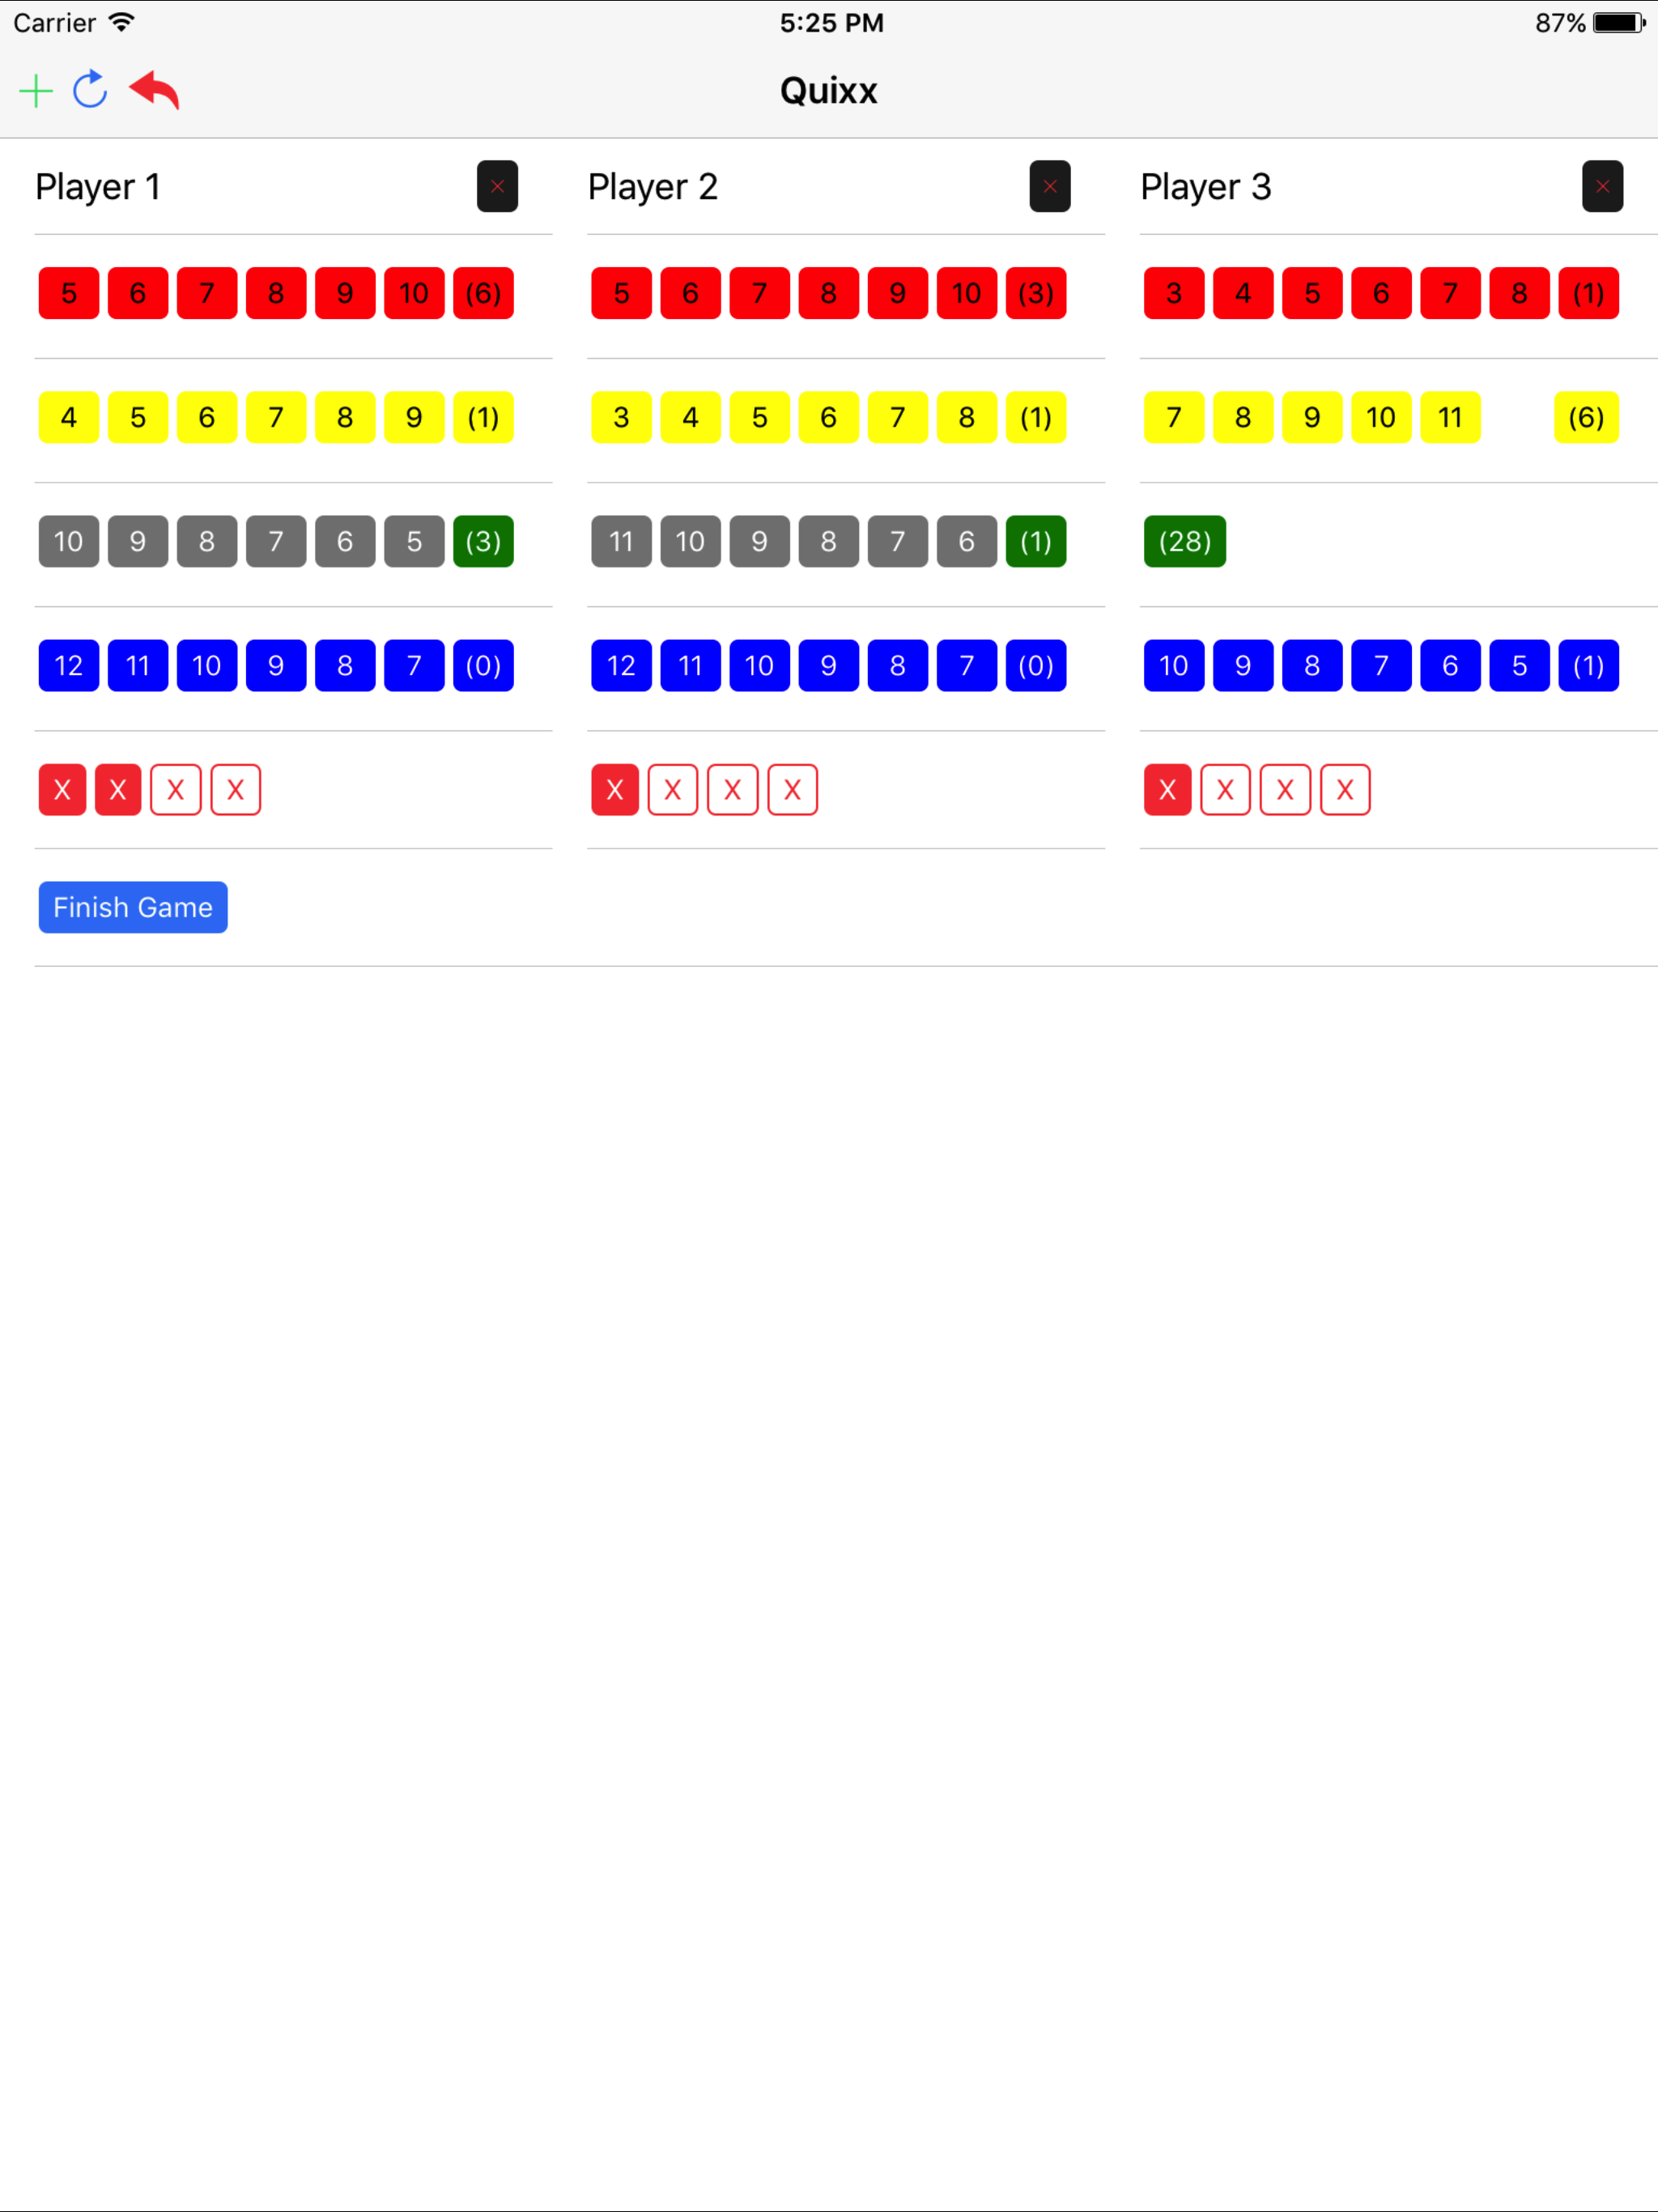 Carrier 5:25 PM 87%
Quixx
Player 1 Player 2 Player 3
5 6 7 8 9 10 (6) 5 6 7 8 9 10 (3) 3 4 5 6 7 8 (1)
4 5 6 7 8 9 (1) 3 4 5 6 7 8 (1) 7 8 9 10 11 (6)
10 9 8 7 6 5 (3) 11 10 9 8 7 6 (1) (28)
12 11 10 9 8 7 (0) 12 11 10 9 8 7 (0) 10 9 8 7 6 5 (1)
X X X X X X X X X X X X
Finish Game